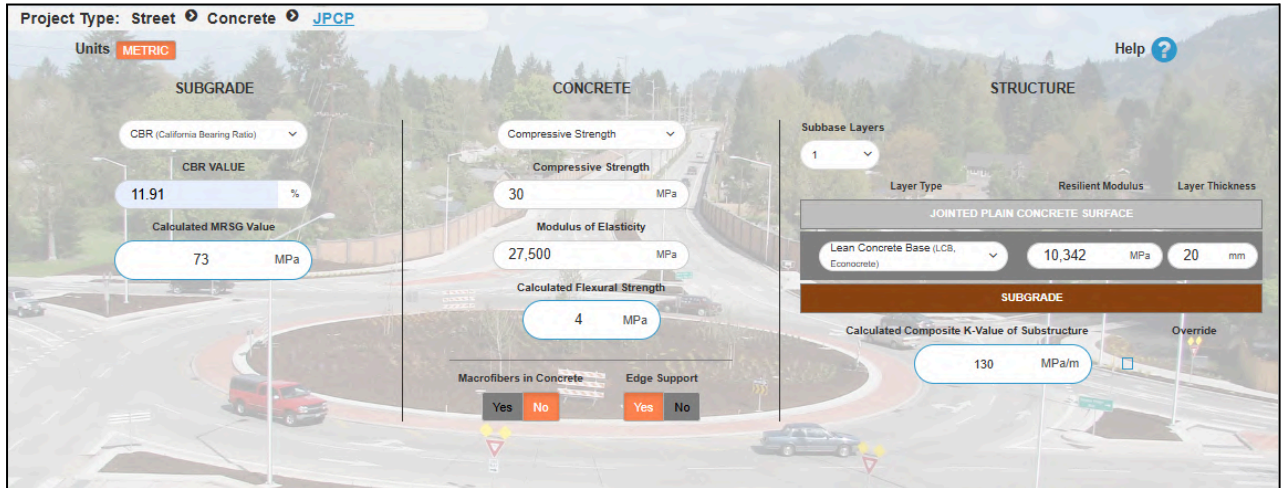 Project Type: Street Concrete JPCP
Units METRIC
Help ?
SUBGRADE
CBR (California Bearing Ratio)
CBR VALUE
11.91 %
Calculated MRSG Value
73 MPa
CONCRETE
Compressive Strength
Compressive Strength
30 MPa
Modulus of Elasticity
27,500 MPa
Calculated Flexural Strength
4 MPa
Macrofibers in Concrete Edge Support
Yes No Yes No
STRUCTURE
Subbase Layers
1
Layer Type Resilient Modulus Layer Thickness
JOINTED PLAIN CONCRETE SURFACE
Lean Concrete Base (LCB,
Econocrete)
10,342 MPa 20 mm
SUBGRADE
Calculated Composite K-Value of Substructure Override
130 MPa/m